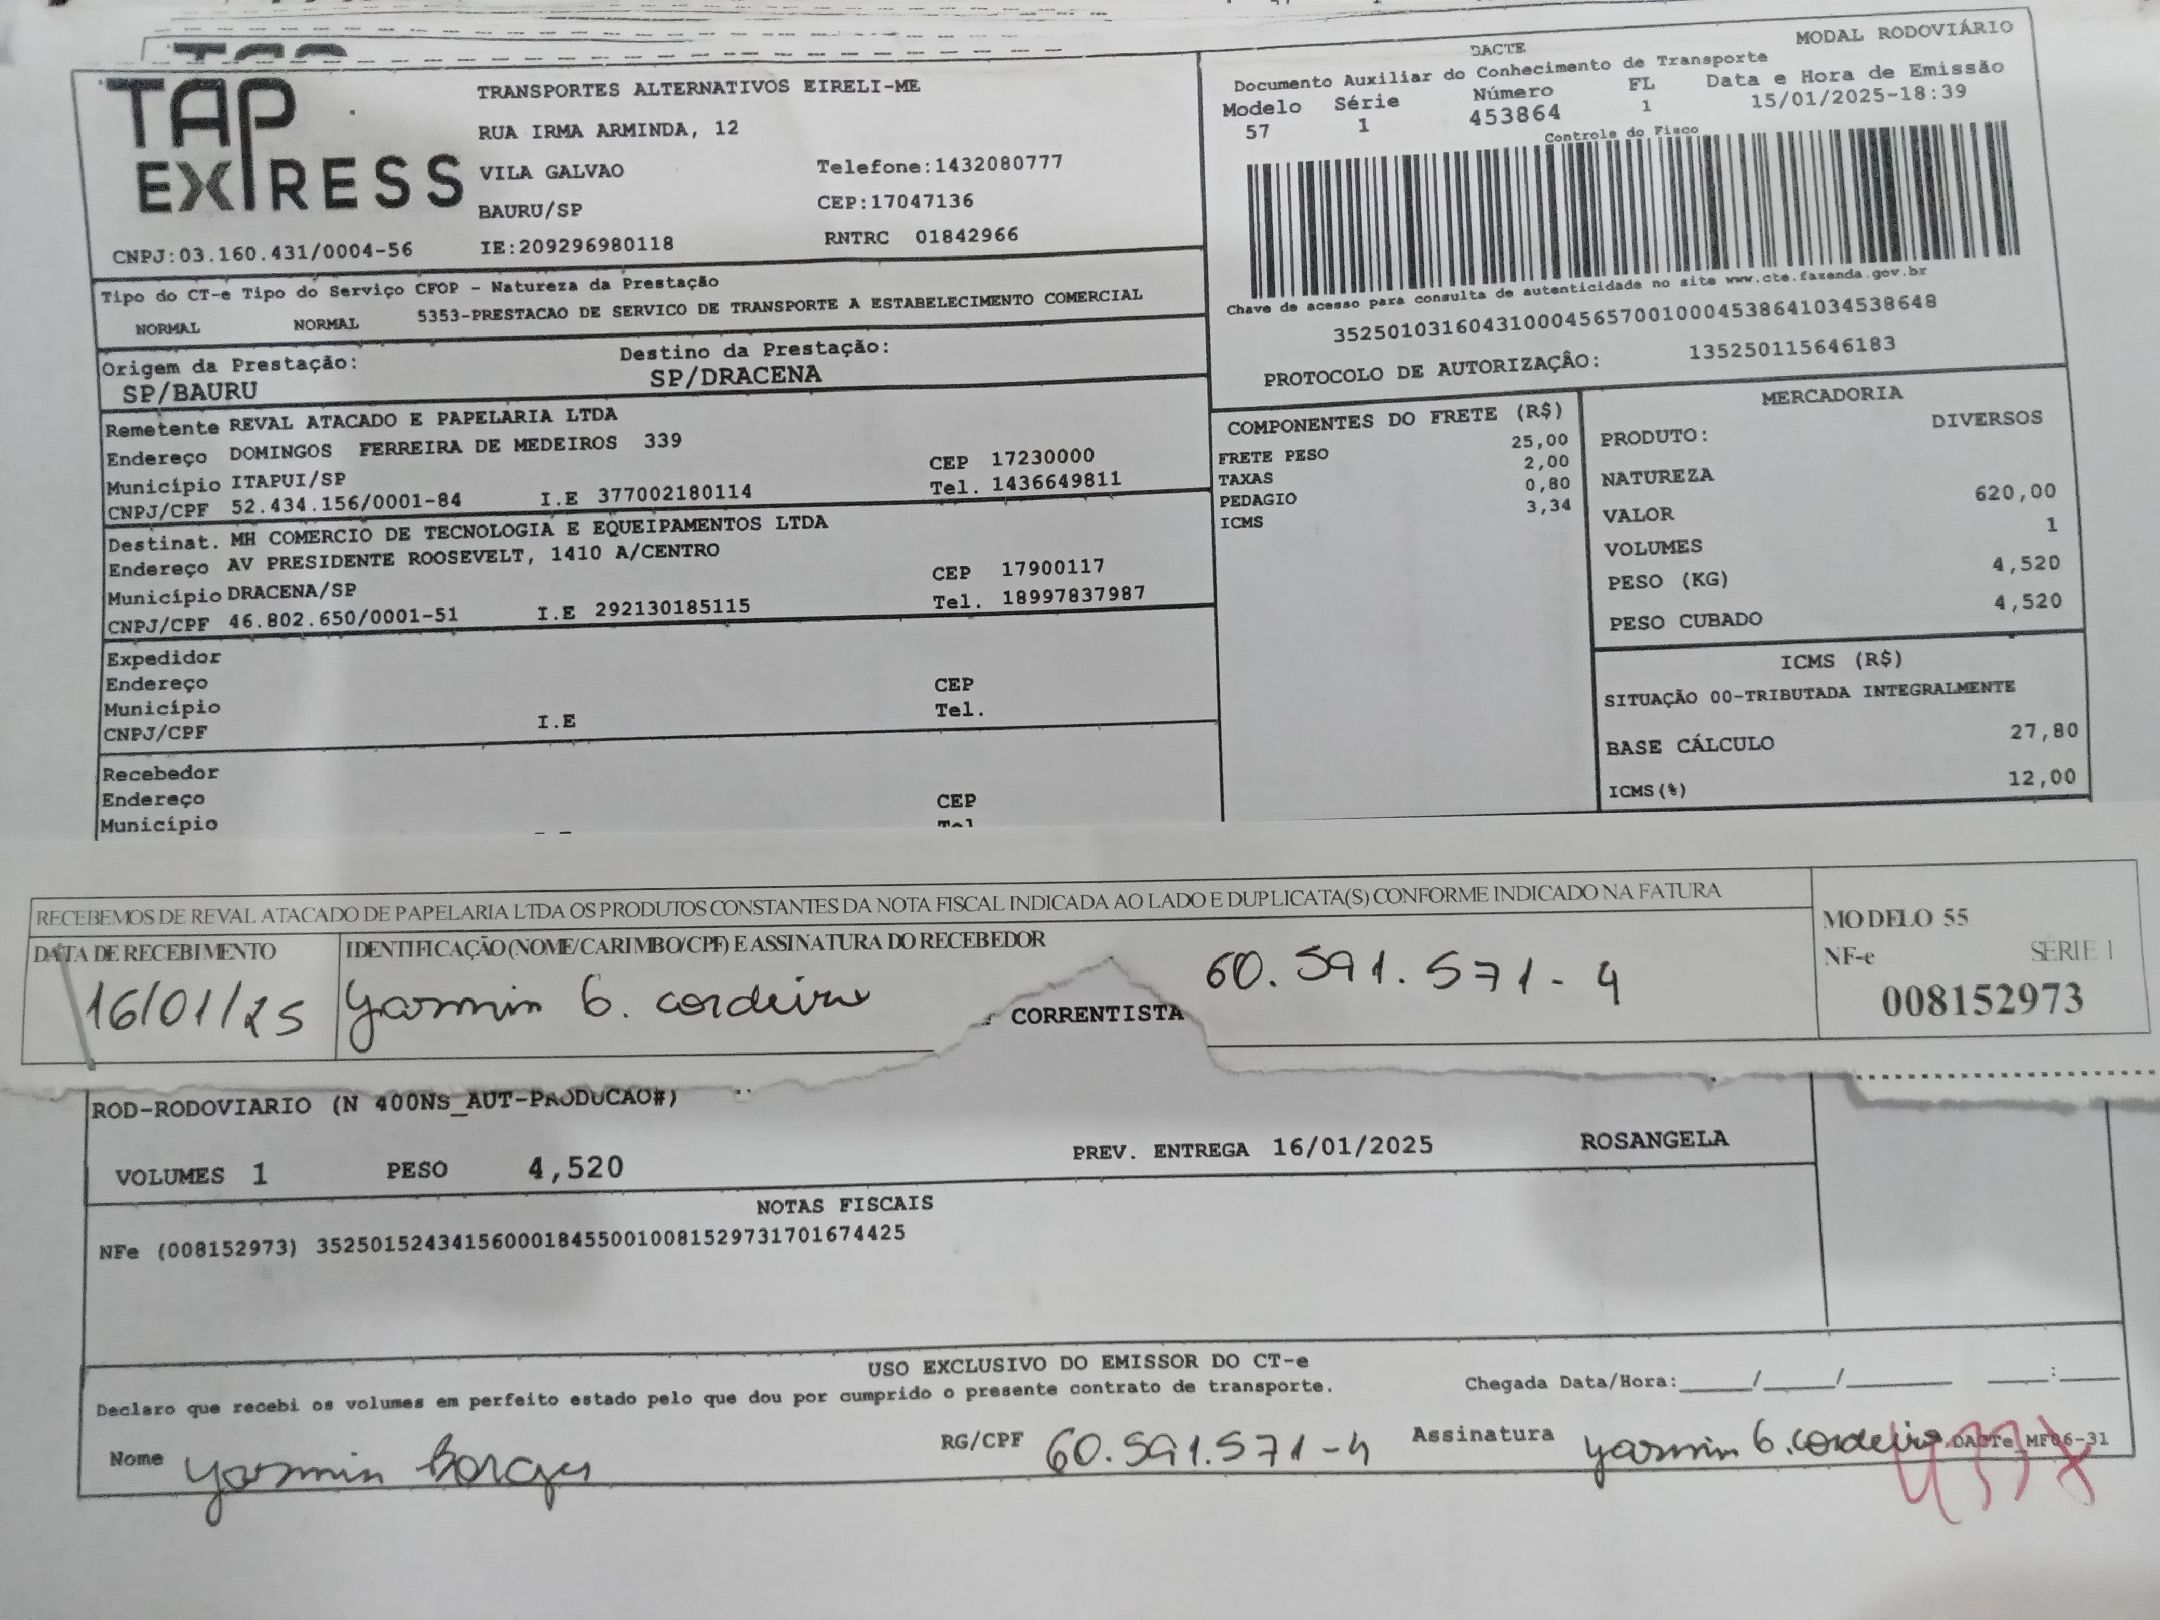 TAP EXPRESS
TRANSPORTES ALTERNATIVOS EIRELI-ME
RUA IRMA ARMINDA, 12
VILA GALVAO Telefone:1432080777
BAURU/SP CEP:17047136
CNPJ:03.160.431/0004-56 IE:209296980118 RNTRC 01842966
DACTE MODAL RODOVIÁRIO
Documento Auxiliar do Conhecimento de Transporte
Modelo Série Número FL Data e Hora de Emissão
57 1 453864 1 15/01/2025-18:39
Controle do Fisco
Chave de acesso para consulta de autenticidade no site www.cte.fazenda.gov.br
35250103160431000456570010004538641034538648
PROTOCOLO DE AUTORIZAÇÂO: 135250115646183
Tipo do CT-e Tipo do Serviço CFOP - Natureza da Prestação
NORMAL NORMAL 5353-PRESTACAO DE SERVICO DE TRANSPORTE A ESTABELECIMENTO COMERCIAL
Origem da Prestação: Destino da Prestação:
SP/BAURU SP/DRACENA
Remetente REVAL ATACADO E PAPELARIA LTDA
Endereço DOMINGOS FERREIRA DE MEDEIROS 339
Município ITAPUI/SP CEP 17230000
CNPJ/CPF 52.434.156/0001-84 I.E 377002180114 Tel. 1436649811
Destinat. MH COMERCIO DE TECNOLOGIA E EQUEIPAMENTOS LTDA
Endereço AV PRESIDENTE ROOSEVELT, 1410 A/CENTRO
Município DRACENA/SP CEP 17900117
CNPJ/CPF 46.802.650/0001-51 I.E 292130185115 Tel. 18997837987
Expedidor
Endereço CEP
Município Tel.
CNPJ/CPF I.E
Recebedor
Endereço CEP
Município Tel
COMPONENTES DO FRETE (R$)
FRETE PESO 25,00
TAXAS 2,00
PEDAGIO 0,80
ICMS 3,34
MERCADORIA
PRODUTO: DIVERSOS
NATUREZA
VALOR 620,00
VOLUMES 1
PESO (KG) 4,520
PESO CUBADO 4,520
ICMS (R$)
SITUAÇÃO 00-TRIBUTADA INTEGRALMENTE
BASE CÁLCULO 27,80
ICMS(%) 12,00
RECEBEMOS DE REVAL ATACADO DE PAPELARIA LTDA OS PRODUTOS CONSTANTES DA NOTA FISCAL INDICADA AO LADO E DUPLICATA(S) CONFORME INDICADO NA FATURA
DATA DE RECEBIMENTO IDENTIFICAÇÃO (NOME/CARIMBO/CPF) E ASSINATURA DO RECEBEDOR
16/01/25 Yasmin B. cordeiro 60.591.571-4
CORRENTISTA
MODELO 55
NF-e SÉRIE 1
008152973
ROD-RODOVIARIO (N 400NS_AUT-PRODUCAO#)
VOLUMES 1 PESO 4,520 PREV. ENTREGA 16/01/2025 ROSANGELA
NOTAS FISCAIS
NFe (008152973) 35250152434156000184550010081529731701674425
USO EXCLUSIVO DO EMISSOR DO CT-e
Declaro que recebi os volumes em perfeito estado pelo que dou por cumprido o presente contrato de transporte. Chegada Data/Hora:____/____/______ ____:____
Nome Yasmin Borges RG/CPF 60.591.571-4 Assinatura Yasmin B. cordeiro DACTe_MF06-31